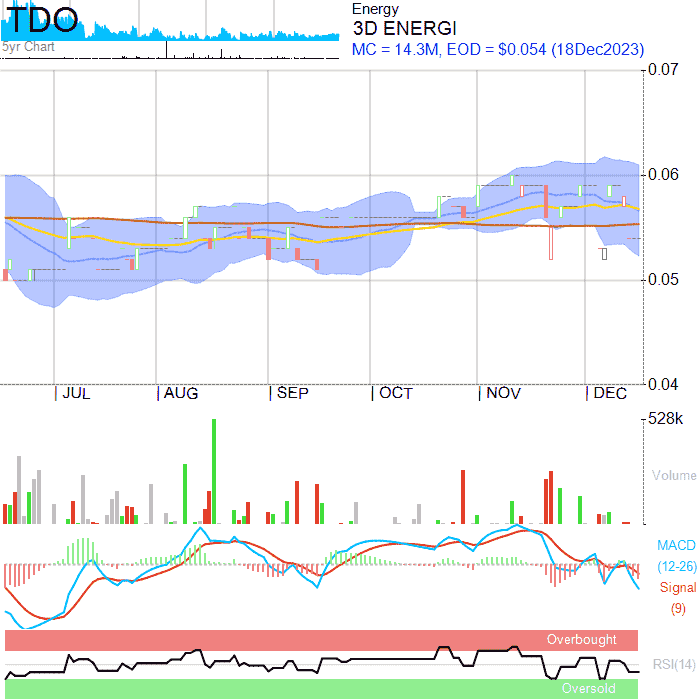 TDO
5yr Chart
Energy
3D ENERGI
MC = 14.3M, EOD = $0.054 (18Dec2023)
0.07
0.06
0.05
0.04
JUL AUG SEP OCT NOV DEC
528k
Volume
MACD
(12-26)
Signal
(9)
Overbought
RSI(14)
Oversold